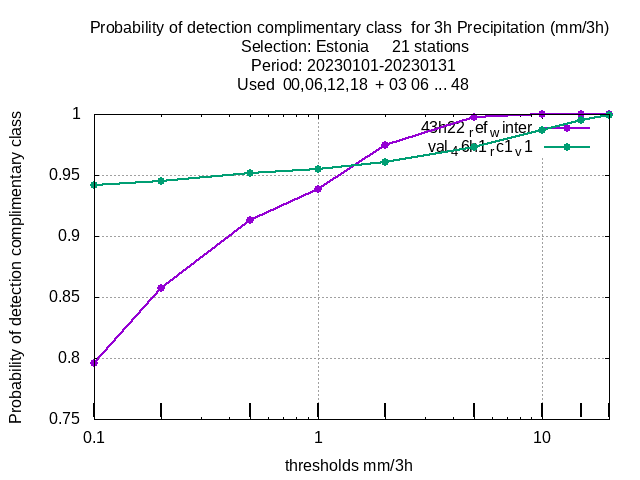 Probability of detection complimentary class  for 3h Precipitation (mm/3h)
Selection: Estonia     21 stations
Period: 20230101-20230131
Used  00,06,12,18  + 03 06 ... 48
Probability of detection complimentary class
1
0.95
0.9
0.85
0.8
0.75
43h22_ref_winter
val_46h1_rc1_v1
0.1
1
10
thresholds mm/3h